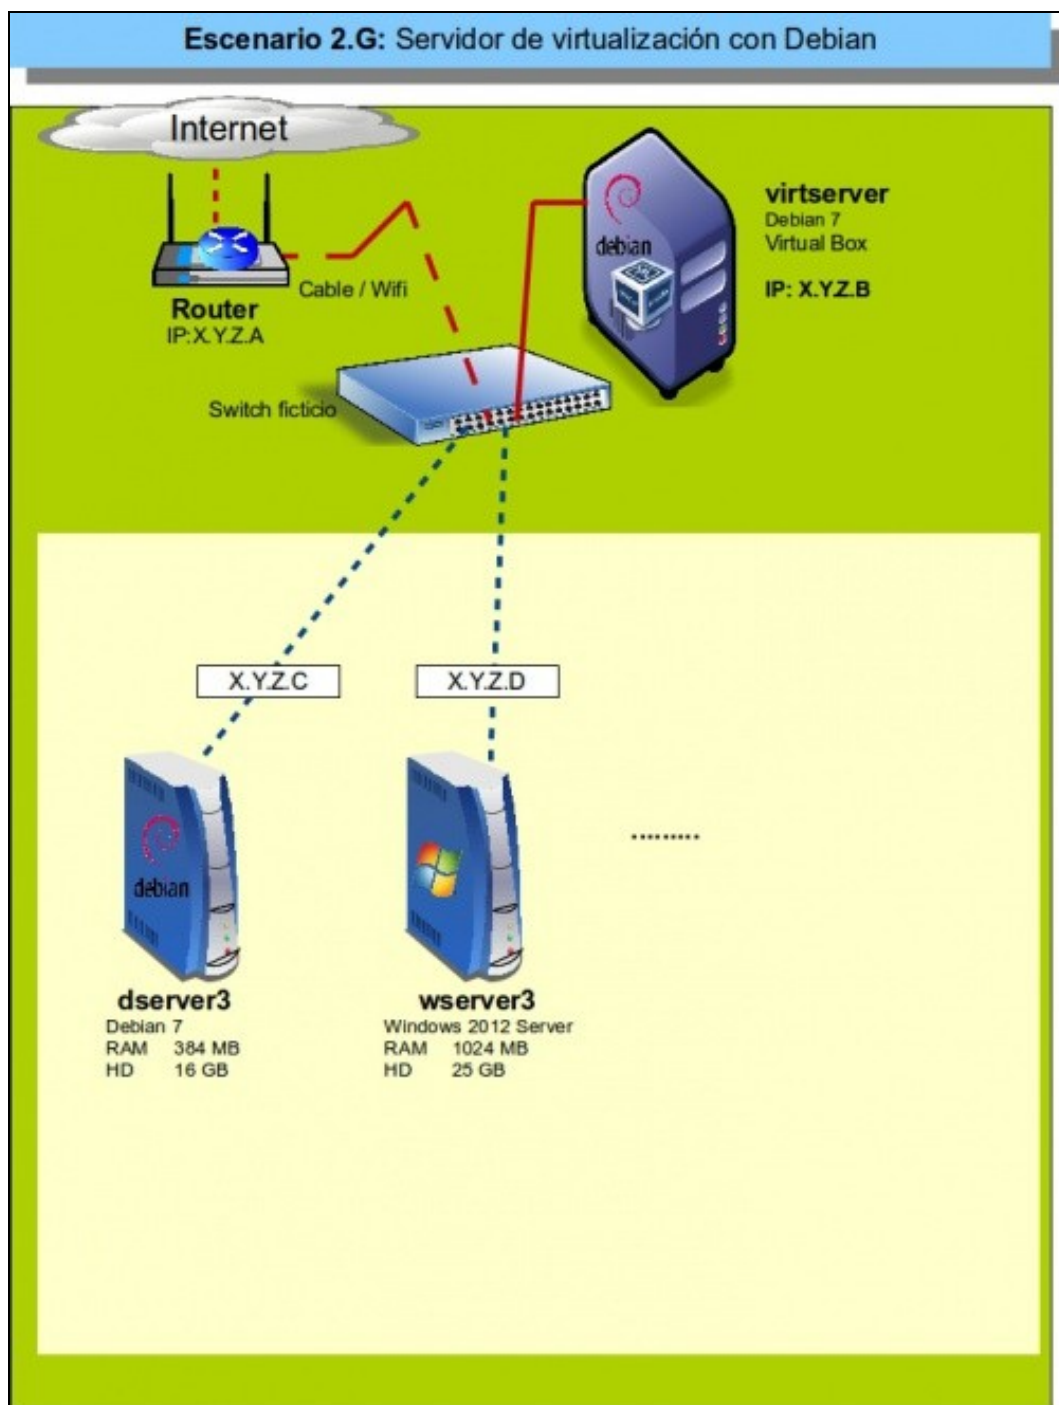 Escenario 2.G: Servidor de virtualización con Debian
Internet
virtserver
Debian 7
Virtual Box
IP: X.Y.Z.B
debian
Cable / Wifi
Router
IP:X.Y.Z.A
Switch ficticio
X.Y.Z.C
X.Y.Z.D
.........
debian
dserver3
Debian 7
RAM 384 MB
HD 16 GB
wserver3
Windows 2012 Server
RAM 1024 MB
HD 25 GB